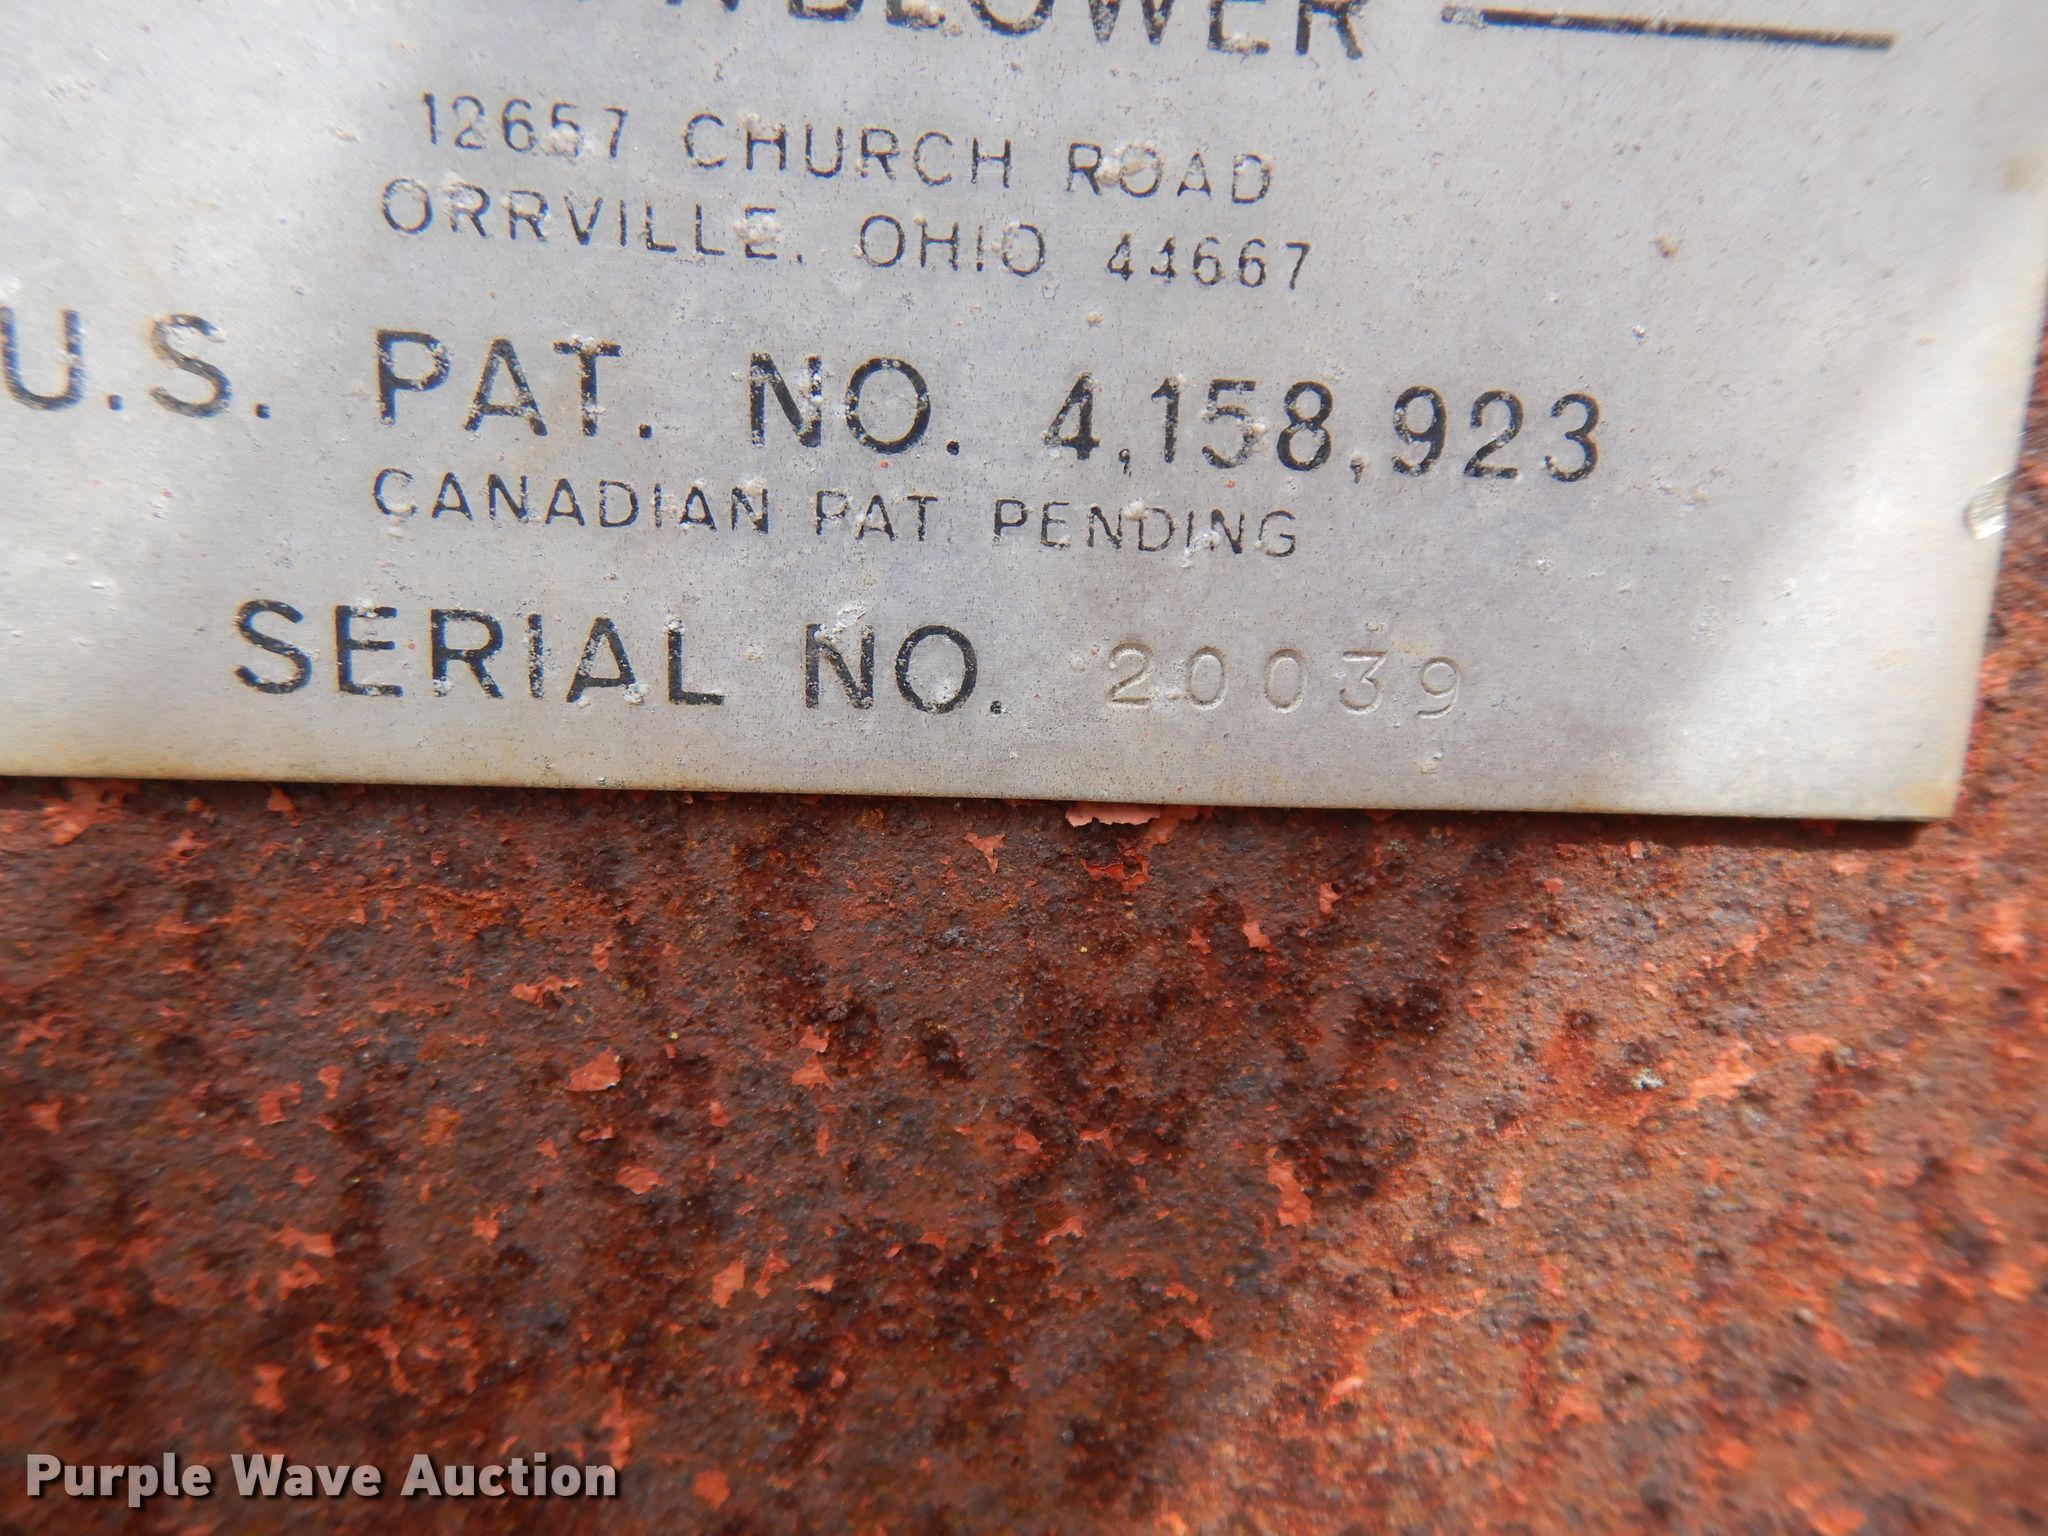 12657 CHURCH ROAD
ORRVILLE, OHIO 44667
U.S. PAT. NO. 4,158,923
CANADIAN PAT. PENDING
SERIAL NO. 20039
Purple Wave Auction